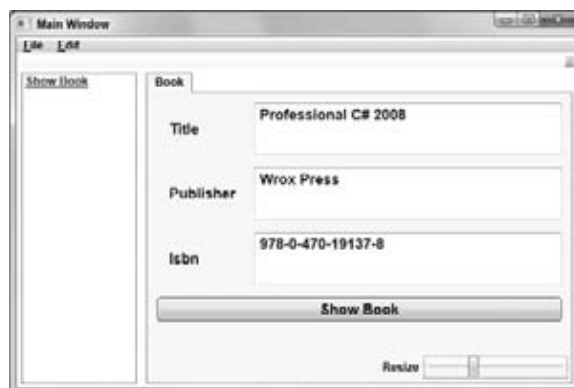 Main Window
File Edit
Show Book
Book
Title
Professional C# 2008
Publisher
Wrox Press
Isbn
978-0-470-19137-8
Show Book
Resize